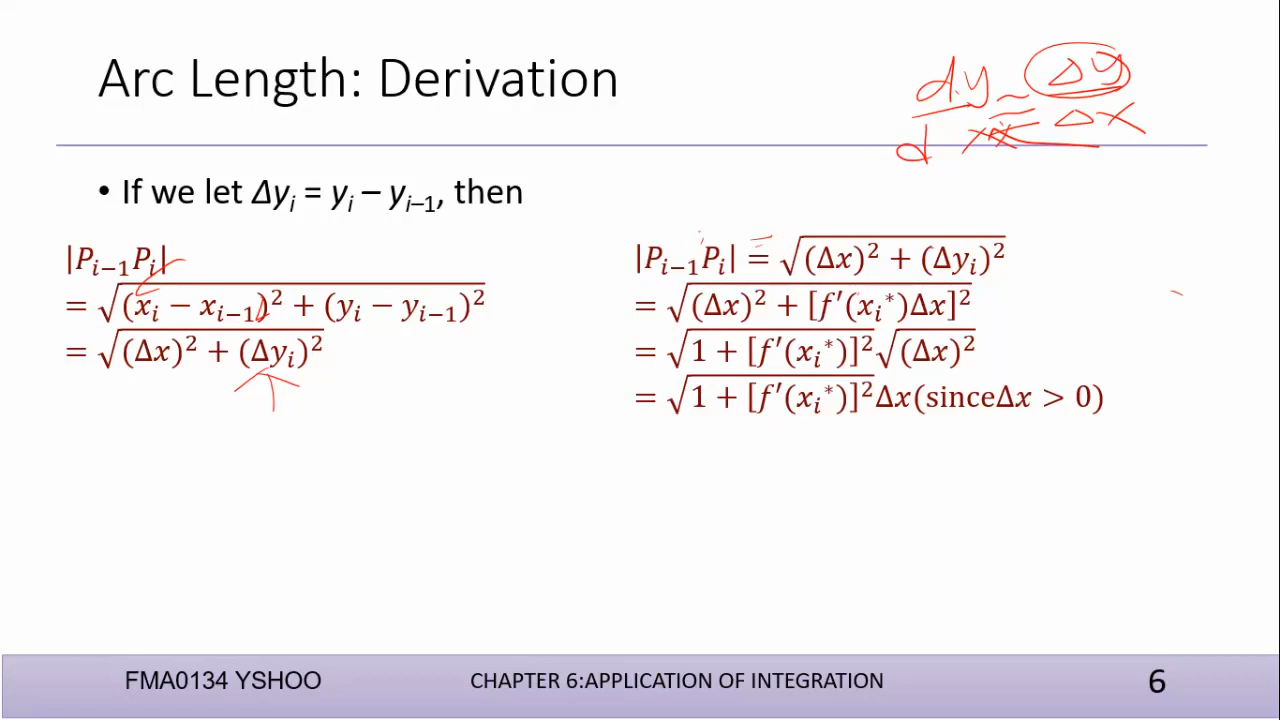 Arc Length: Derivation
dy/dx ≈ Δy/Δx
• If we let Δyᵢ = yᵢ – yᵢ₋₁, then
|Pᵢ₋₁Pᵢ|
= √((xᵢ − xᵢ₋₁)² + (yᵢ − yᵢ₋₁)²)
= √((Δx)² + (Δyᵢ)²)
|Pᵢ₋₁Pᵢ| = √((Δx)² + (Δyᵢ)²)
= √((Δx)² + [f′(xᵢ*)Δx]²)
= √(1 + [f′(xᵢ*)]²)√((Δx)²)
= √(1 + [f′(xᵢ*)]²)Δx(sinceΔx > 0)
FMA0134 YSHOO
CHAPTER 6:APPLICATION OF INTEGRATION
6